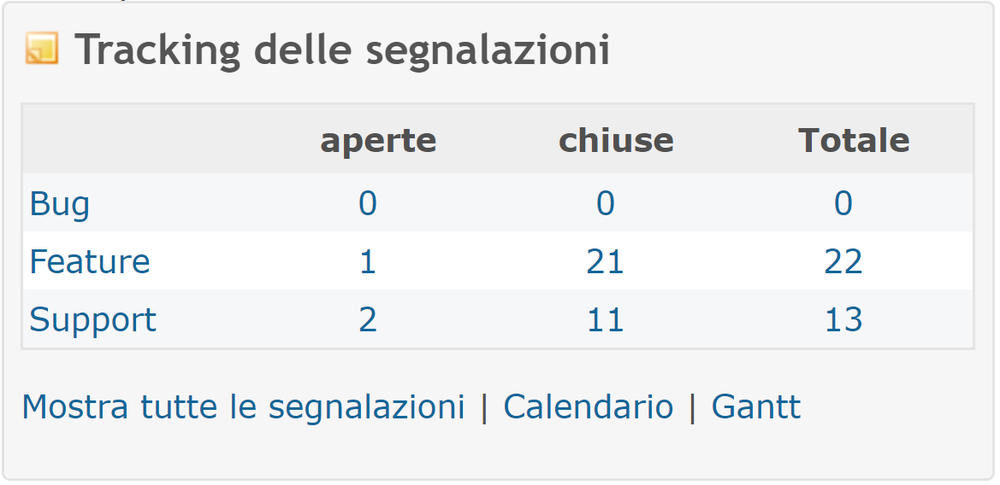 Tracking delle segnalazioni
aperte chiuse Totale
Bug 0 0 0
Feature 1 21 22
Support 2 11 13
Mostra tutte le segnalazioni | Calendario | Gantt